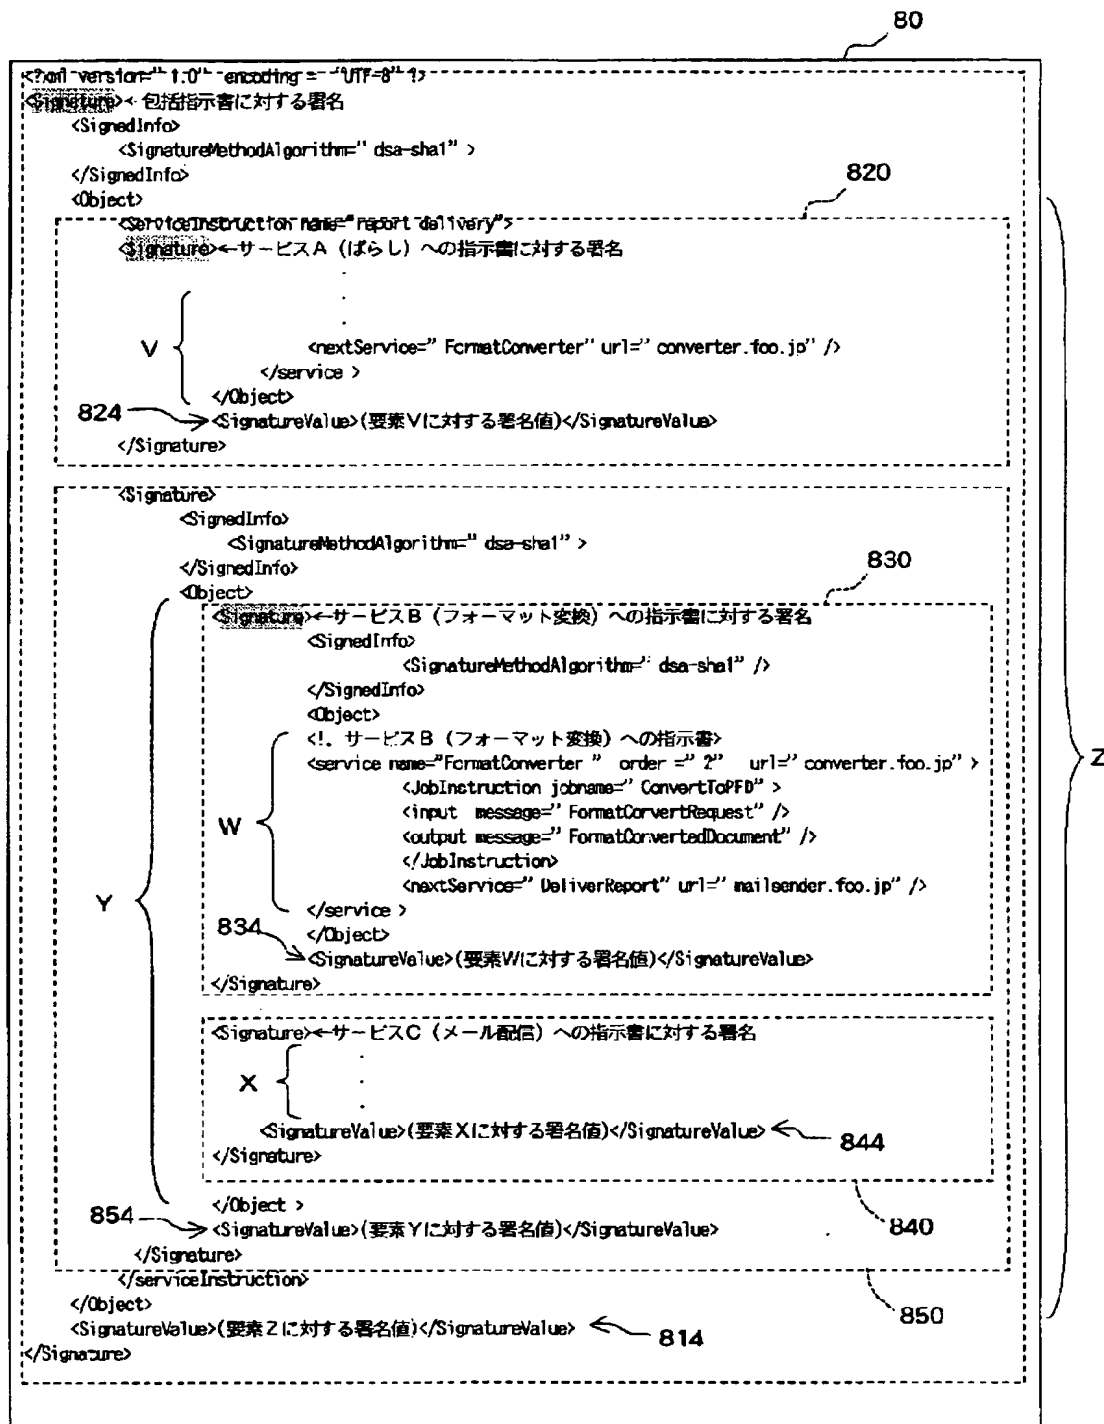 80
<?xml version=" 1.0" encoding = "UTF-8" ?>
<Signature>← 包括指示書に対する署名
<SignedInfo>
<SignatureMethodAlgorithm=" dsa-sha1" >
</SignedInfo>
820
<Object>
<ServiceInstruction name="report delivery">
<Signature>←サービスA（ばらし）への指示書に対する署名
.
.
.
V
<nextService=" FormatConverter" url=" converter.foo.jp" />
</service >
</Object>
824
<SignatureValue>(要素Vに対する署名値)</SignatureValue>
</Signature>
<Signature>
<SignedInfo>
<SignatureMethodAlgorithm=" dsa-sha1" >
</SignedInfo>
830
<Object>
<Signature>←サービスB（フォーマット変換）への指示書に対する署名
<SignedInfo>
<SignatureMethodAlgorithm=" dsa-sha1" />
</SignedInfo>
<Object>
<!. サービスB（フォーマット変換）への指示書>
<service name="FormatConverter " order =" 2" url=" converter.foo.jp" >
Z
<JobInstruction jobname=" ConvertToPFD" >
<input message=" FormatCorvertRequest" />
W
<output message=" FormatConvertedDocument" />
</JobInstruction>
<nextService=" DeliverReport" url=" mailsender.foo.jp" />
Y
</service >
834
</Object>
<SignatureValue>(要素Wに対する署名値)</SignatureValue>
</Signature>
<Signature>←サービスC（メール配信）への指示書に対する署名
.
X
.
.
<SignatureValue>(要素Xに対する署名値)</SignatureValue>
844
</Signature>
</Object >
854
<SignatureValue>(要素Yに対する署名値)</SignatureValue>
840
</Signature>
</serviceInstruction>
</Object>
850
<SignatureValue>(要素Zに対する署名値)</SignatureValue>
814
</Signature>